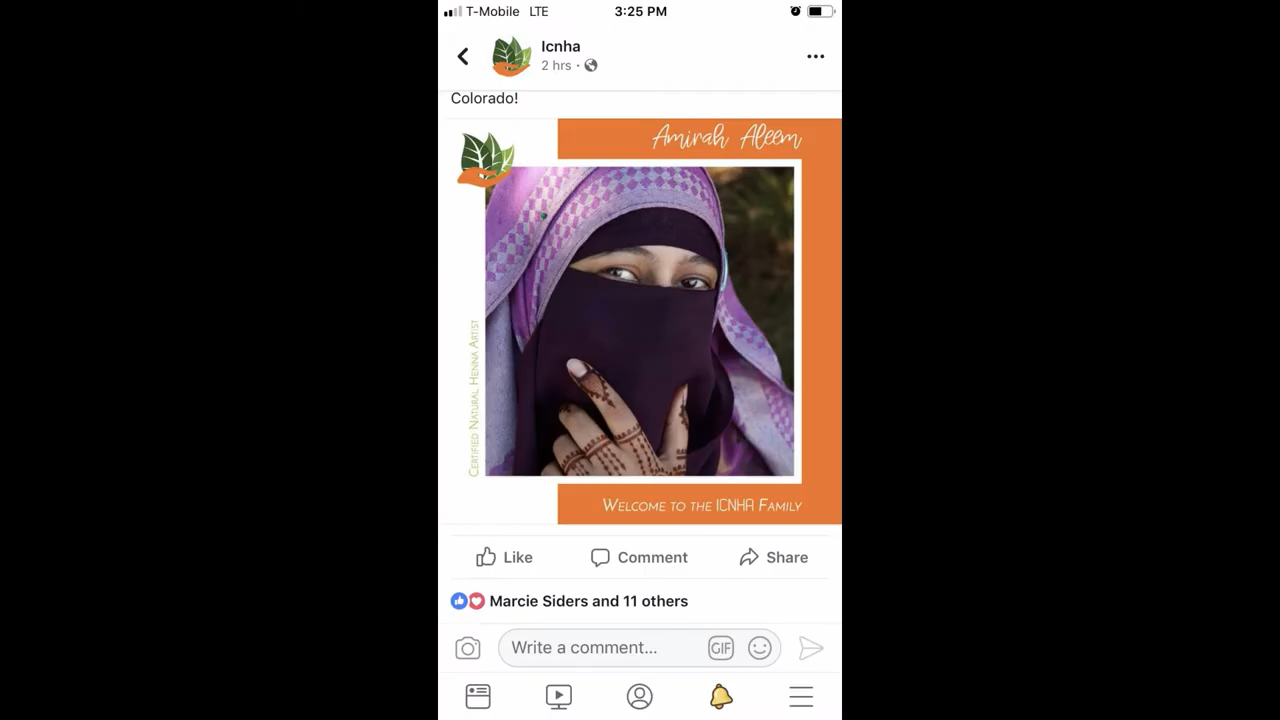 T-Mobile LTE 3:25 PM
Icnha
2 hrs ·
Colorado!
Amirah Aleem
Certified Natural Henna Artist
Welcome to the ICNHA Family
Like Comment Share
Marcie Siders and 11 others
Write a comment... GIF